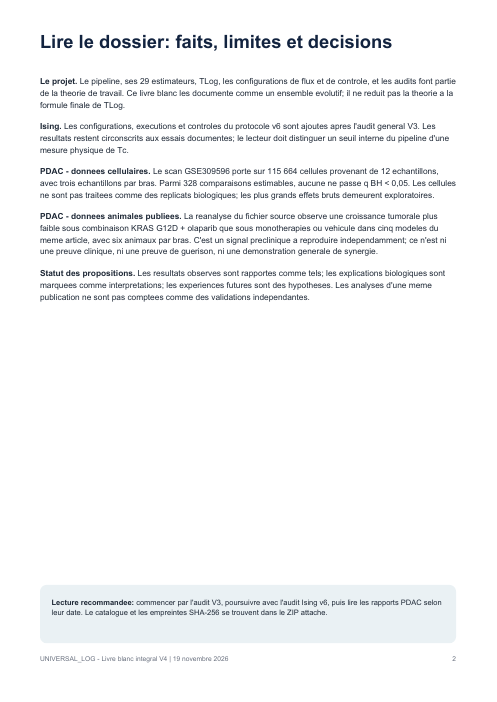 Lire le dossier: faits, limites et decisions
Le projet. Le pipeline, ses 29 estimateurs, TLog, les configurations de flux et de controle, et les audits font partie
de la theorie de travail. Ce livre blanc les documente comme un ensemble evolutif; il ne reduit pas la theorie a la
formule finale de TLog.
Ising. Les configurations, executions et controles du protocole v6 sont ajoutes apres l'audit general V3. Les
resultats restent circonscrits aux essais documentes; le lecteur doit distinguer un seuil interne du pipeline d'une
mesure physique de Tc.
PDAC - donnees cellulaires. Le scan GSE309596 porte sur 115 664 cellules provenant de 12 echantillons,
avec trois echantillons par bras. Parmi 328 comparaisons estimables, aucune ne passe q BH < 0,05. Les cellules
ne sont pas traitees comme des replicats biologiques; les plus grands effets bruts demeurent exploratoires.
PDAC - donnees animales publiees. La reanalyse du fichier source observe une croissance tumorale plus
faible sous combinaison KRAS G12D + olaparib que sous monotherapies ou vehicule dans cinq modeles du
meme article, avec six animaux par bras. C'est un signal preclinique a reproduire independamment; ce n'est ni
une preuve clinique, ni une preuve de guerison, ni une demonstration generale de synergie.
Statut des propositions. Les resultats observes sont rapportes comme tels; les explications biologiques sont
marquees comme interpretations; les experiences futures sont des hypotheses. Les analyses d'une meme
publication ne sont pas comptees comme des validations independantes.
Lecture recommandee: commencer par l'audit V3, poursuivre avec l'audit Ising v6, puis lire les rapports PDAC selon
leur date. Le catalogue et les empreintes SHA-256 se trouvent dans le ZIP attache.
UNIVERSAL_LOG - Livre blanc integral V4 | 19 novembre 2026
2